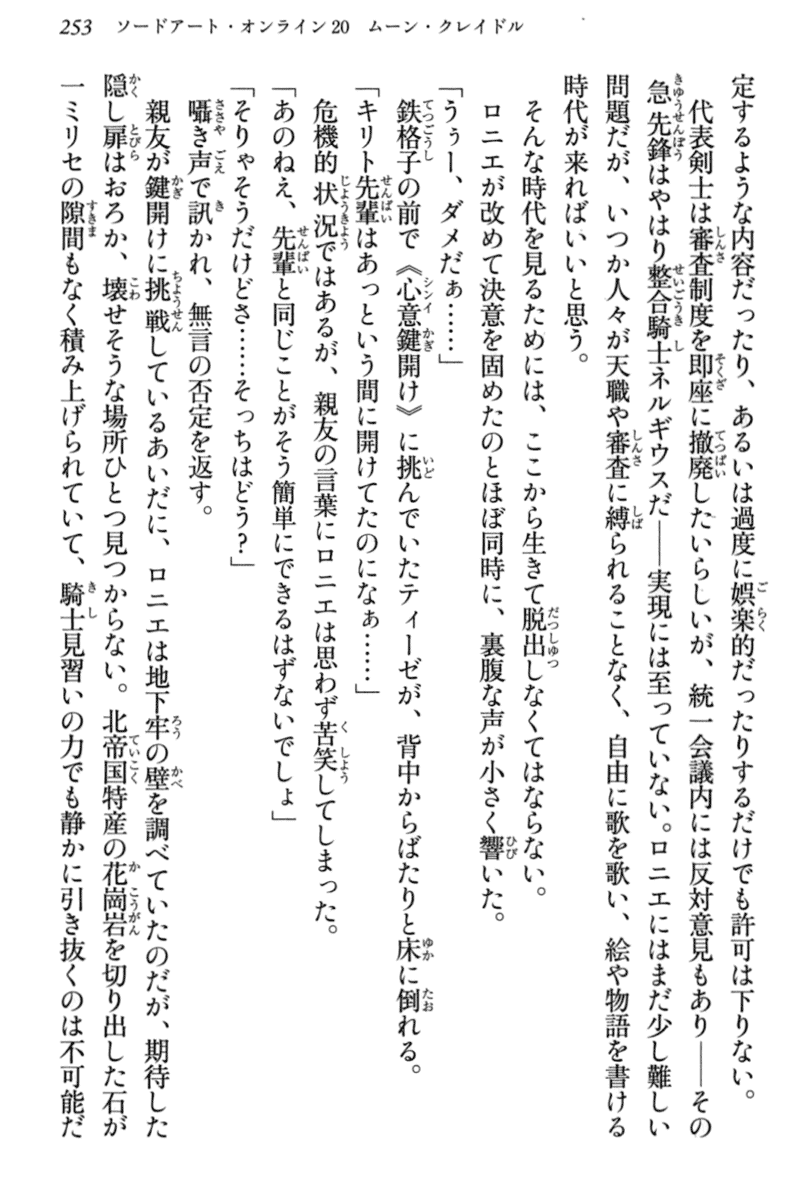 253　ソードアート・オンライン20　ムーン・クレイドル
定するような内容だったり、あるいは過度に娯楽的だったりするだけでも許可は下りない。
　代表剣士は審査制度を即座に撤廃したいらしいが、統一会議内には反対意見もあり――その
急先鋒はやはり整合騎士ネルギウスだ――実現には至っていない。ロニエにはまだ少し難しい
問題だが、いつか人々が天職や審査に縛られることなく、自由に歌を歌い、絵や物語を書ける
時代が来ればいいと思う。
　そんな時代を見るためには、ここから生きて脱出しなくてはならない。
　ロニエが改めて決意を固めたのとほぼ同時に、裏腹な声が小さく響いた。
「うぅー、ダメだぁ……」
　鉄格子の前で《心意鍵開け》に挑んでいたティーゼが、背中からばたりと床に倒れる。
「キリト先輩はあっという間に開けてたのになぁ……」
　危機的状況ではあるが、親友の言葉にロニエは思わず苦笑してしまった。
「あのねえ、先輩と同じことがそう簡単にできるはずないでしょ」
「そりゃそうだけどさ……そっちはどう？」
　囁き声で訊かれ、無言の否定を返す。
　親友が鍵開けに挑戦しているあいだに、ロニエは地下牢の壁を調べていたのだが、期待した
隠し扉はおろか、壊せそうな場所ひとつ見つからない。北帝国特産の花崗岩を切り出した石が
一ミリセの隙間もなく積み上げられていて、騎士見習いの力でも静かに引き抜くのは不可能だ